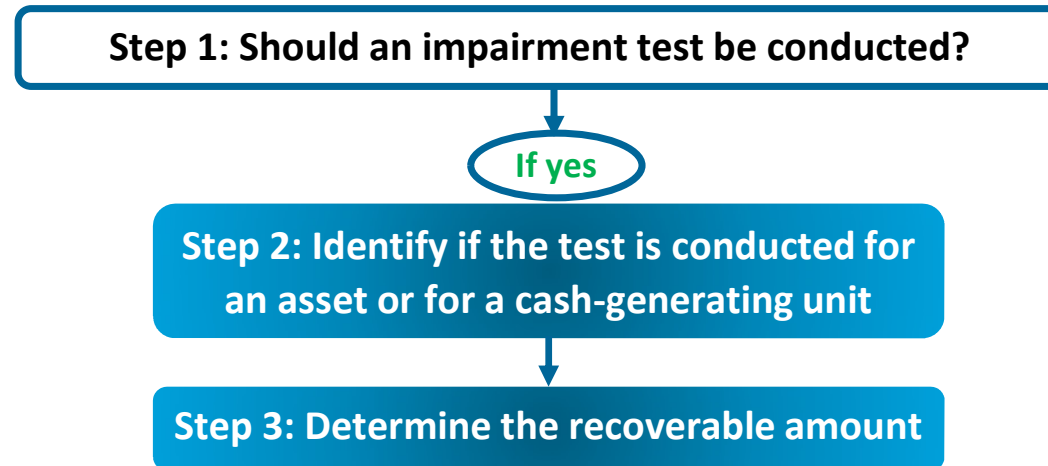 Step 1: Should an impairment test be conducted?
If yes
Step 2: Identify if the test is conducted for
an asset or for a cash-generating unit
Step 3: Determine the recoverable amount